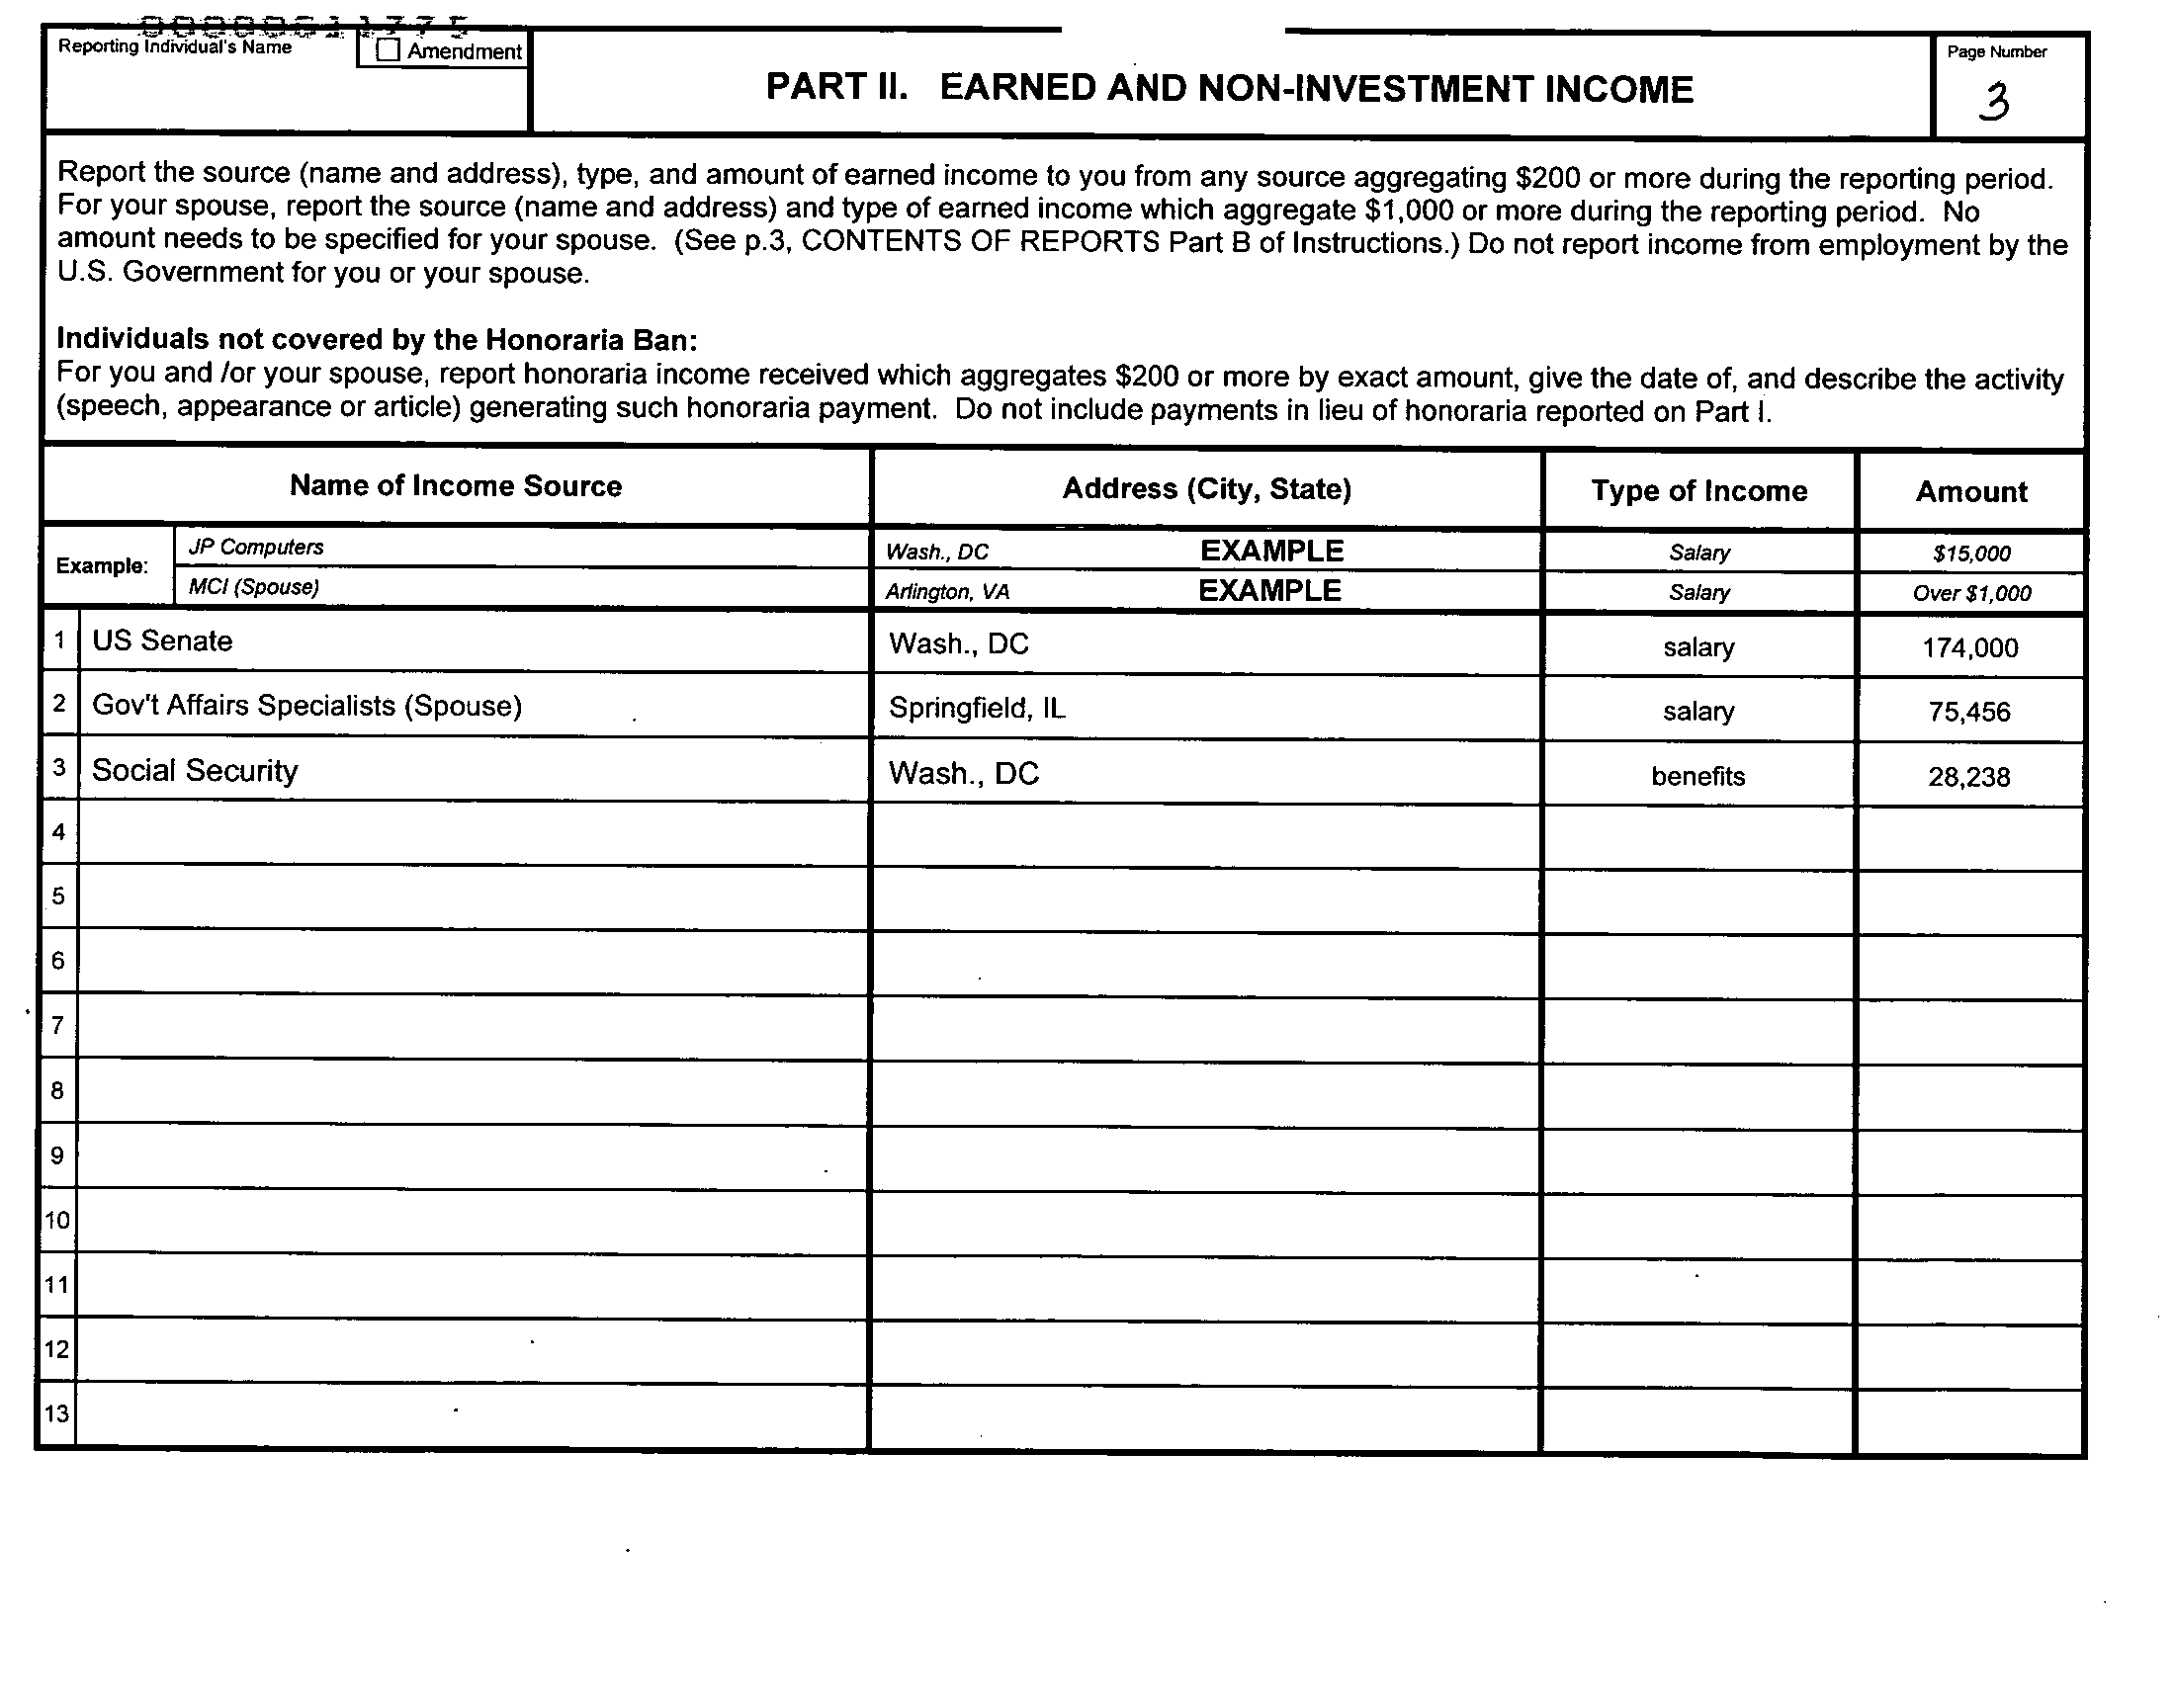 Reporting Individual's Name
Amendment
PART II. EARNED AND NON-INVESTMENT INCOME
Page Number
3
Report the source (name and address), type, and amount of earned income to you from any source aggregating $200 or more during the reporting period.
For your spouse, report the source (name and address) and type of earned income which aggregate $1,000 or more during the reporting period. No
amount needs to be specified for your spouse. (See p.3, CONTENTS OF REPORTS Part B of Instructions.) Do not report income from employment by the
U.S. Government for you or your spouse.
Individuals not covered by the Honoraria Ban:
For you and /or your spouse, report honoraria income received which aggregates $200 or more by exact amount, give the date of, and describe the activity
(speech, appearance or article) generating such honoraria payment. Do not include payments in lieu of honoraria reported on Part I.
Name of Income Source Address (City, State) Type of Income Amount
Example:
JP Computers Wash., DC EXAMPLE Salary $15,000
MCI (Spouse) Arlington, VA EXAMPLE Salary Over $1,000
1 US Senate Wash., DC salary 174,000
2 Gov't Affairs Specialists (Spouse) Springfield, IL salary 75,456
3 Social Security Wash., DC benefits 28,238
4
5
6
7
8
9
10
11
12
13